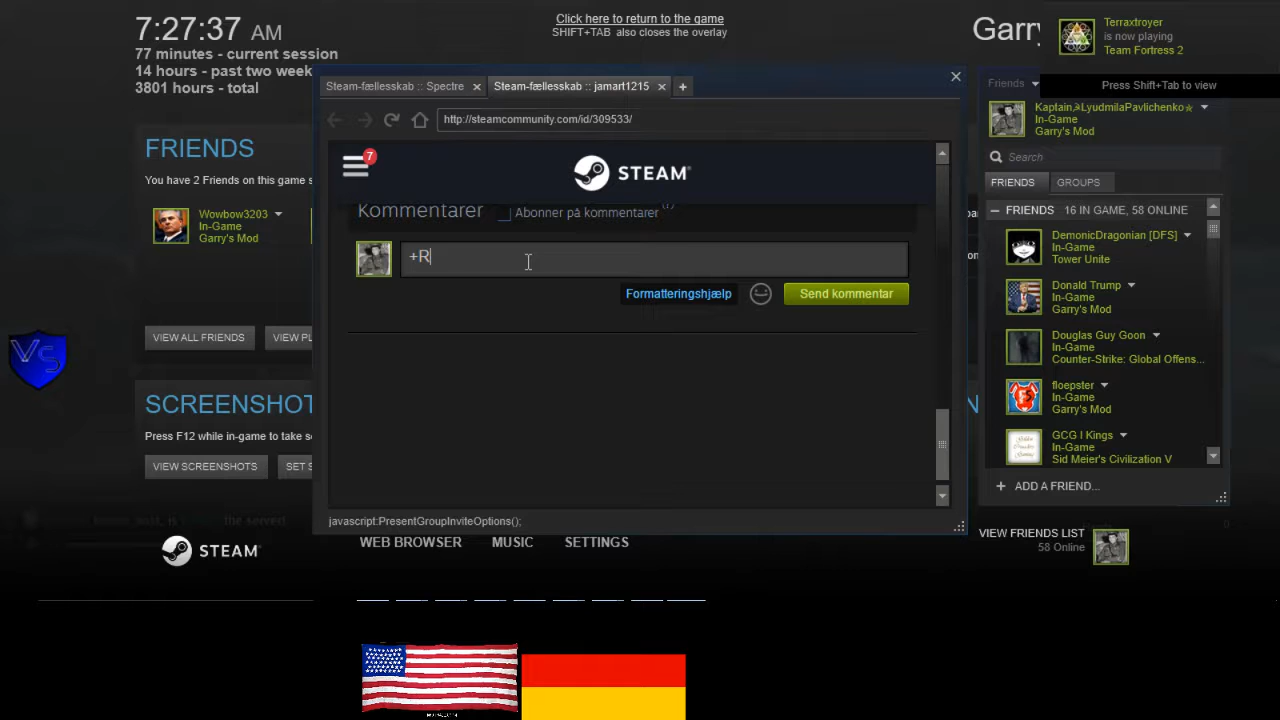 7:27:37 AM
77 minutes - current session
14 hours - past two week
3801 hours - total
Click here to return to the game
SHIFT+TAB also closes the overlay
Garry
Terraxtroyer
is now playing
Team Fortress 2
Press Shift+Tab to view
Steam-fællesskab :: Spectre
Steam-fællesskab :: jamart1215
http://steamcommunity.com/id/309533/
7
STEAM
Kommentarer
Abonner på kommentarer
(?)
+R
Formatteringshjælp
Send kommentar
javascript:PresentGroupInviteOptions();
FRIENDS
You have 2 Friends on this game s
Wowbow3203
In-Game
Garry's Mod
VIEW ALL FRIENDS
VIEW PL
SCREENSHOT
Press F12 while in-game to take s
VIEW SCREENSHOTS
SET S
VS
STEAM
WEB BROWSER
MUSIC
SETTINGS
Friends
Kaptain☭LyudmilaPavlichenko★
In-Game
Garry's Mod
Search
FRIENDS
GROUPS
FRIENDS
16 IN GAME, 58 ONLINE
DemonicDragonian [DFS]
In-Game
Tower Unite
Donald Trump
In-Game
Garry's Mod
Douglas Guy Goon
In-Game
Counter-Strike: Global Offens...
floepster
In-Game
Garry's Mod
GCG I Kings
In-Game
Sid Meier's Civilization V
ADD A FRIEND...
VIEW FRIENDS LIST
58 Online